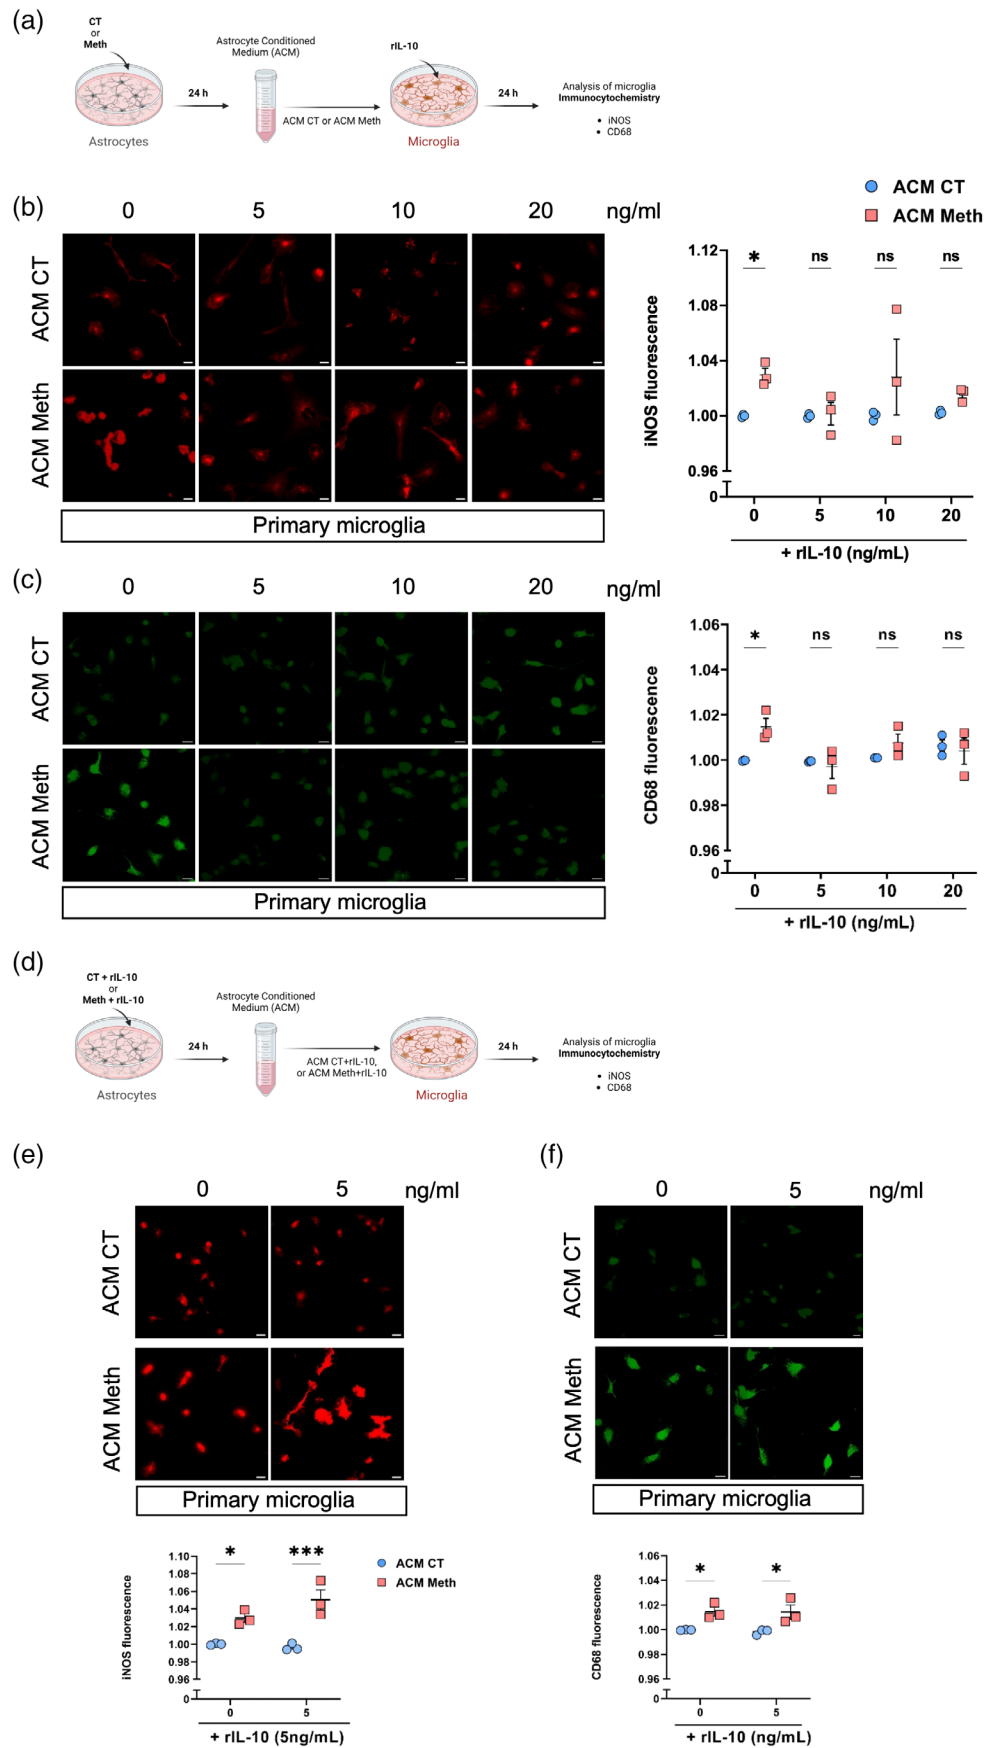 (a)
CT
or
Meth
Astrocyte Conditioned
Medium (ACM)
rIL-10
24 h
ACM CT or ACM Meth
24 h
Analysis of microglia
Immunocytochemistry
• iNOS
• CD68
Astrocytes
Microglia
(b)
0 5 10 20 ng/ml
ACM CT
ACM Meth
Primary microglia
ACM CT
ACM Meth
iNOS fluorescence
1.12
1.08
1.04
1.00
0.96
0
* ns ns ns
0 5 10 20
+ rIL-10 (ng/mL)
(c)
0 5 10 20 ng/ml
ACM CT
ACM Meth
Primary microglia
CD68 fluorescence
1.06
1.04
1.02
1.00
0.98
0.96
0
* ns ns ns
0 5 10 20
+ rIL-10 (ng/mL)
(d)
CT + rIL-10
or
Meth + rIL-10
Astrocyte Conditioned
Medium (ACM)
24 h
ACM CT+rIL-10,
or ACM Meth+rIL-10
24 h
Analysis of microglia
Immunocytochemistry
• iNOS
• CD68
Astrocytes
Microglia
(e)
0 5 ng/ml
ACM CT
ACM Meth
Primary microglia
iNOS fluorescence
1.10
1.08
1.06
1.04
1.02
1.00
0.98
0.96
0
* ***
ACM CT
ACM Meth
0 5
+ rIL-10 (5ng/mL)
(f)
0 5 ng/ml
ACM CT
ACM Meth
Primary microglia
CD68 fluorescence
1.06
1.04
1.02
1.00
0.98
0.96
0
* *
0 5
+ rIL-10 (ng/mL)